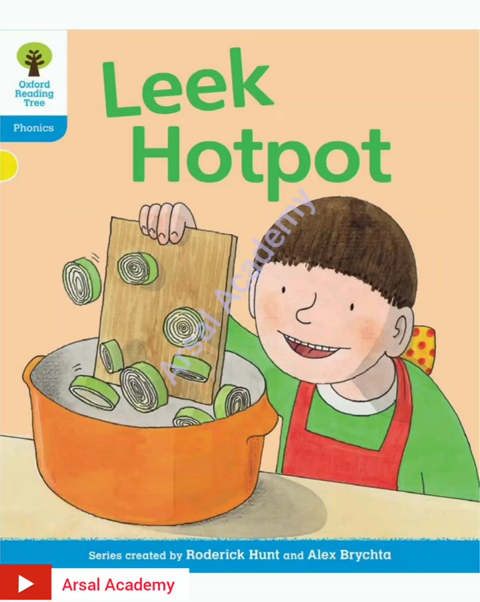 Oxford
Reading
Tree
Phonics
Leek
Hotpot
Arsal Academy
Series created by Roderick Hunt and Alex Brychta
Arsal Academy